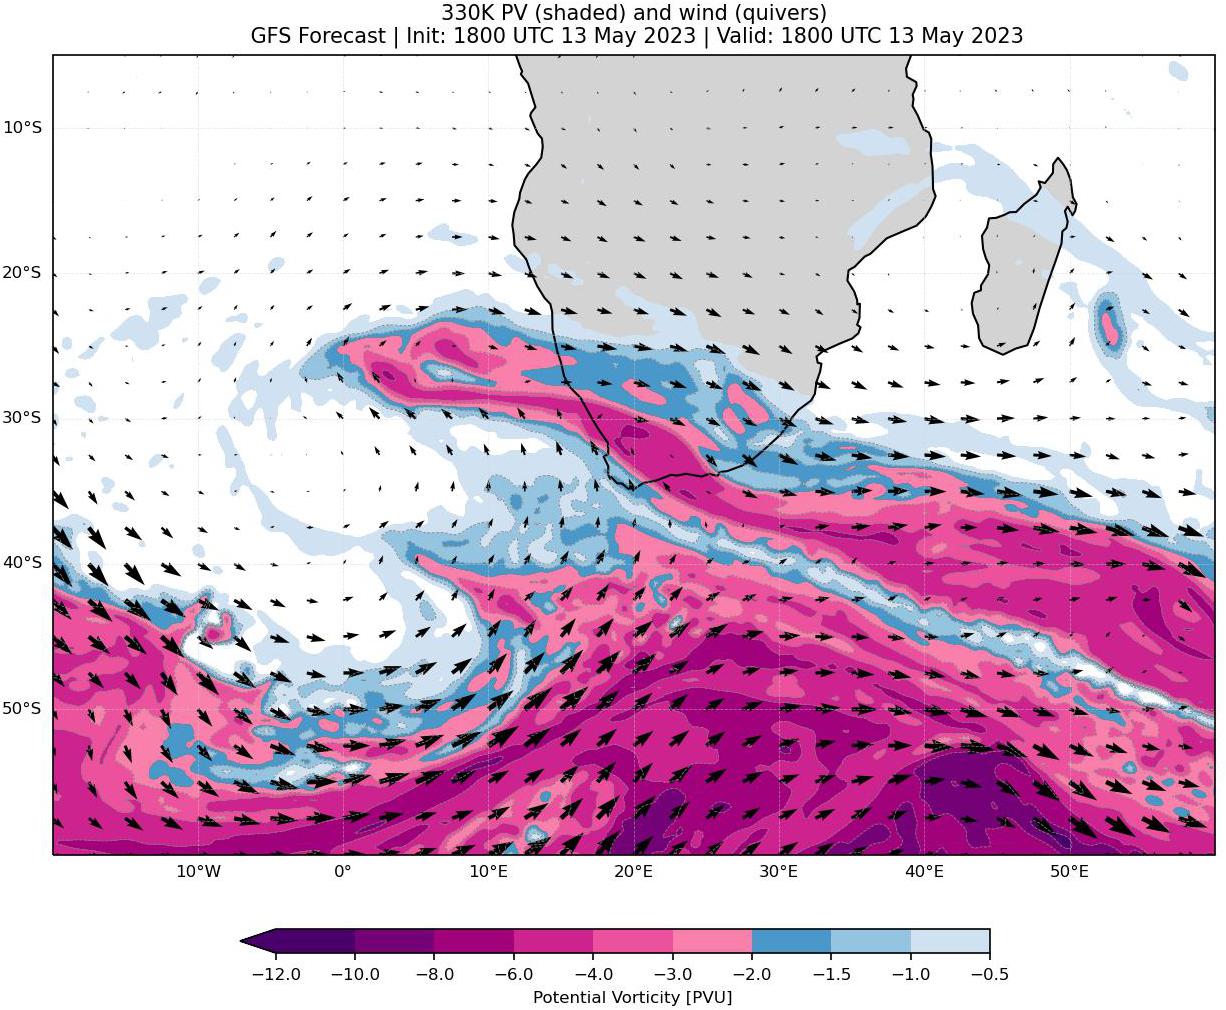 330K PV (shaded) and wind (quivers)
GFS Forecast | Init: 1800 UTC 13 May 2023 | Valid: 1800 UTC 13 May 2023
10°S
20°S
30°S
40°S
50°S
10°W 0° 10°E 20°E 30°E 40°E 50°E
−12.0 −10.0 −8.0 −6.0 −4.0 −3.0 −2.0 −1.5 −1.0 −0.5
Potential Vorticity [PVU]